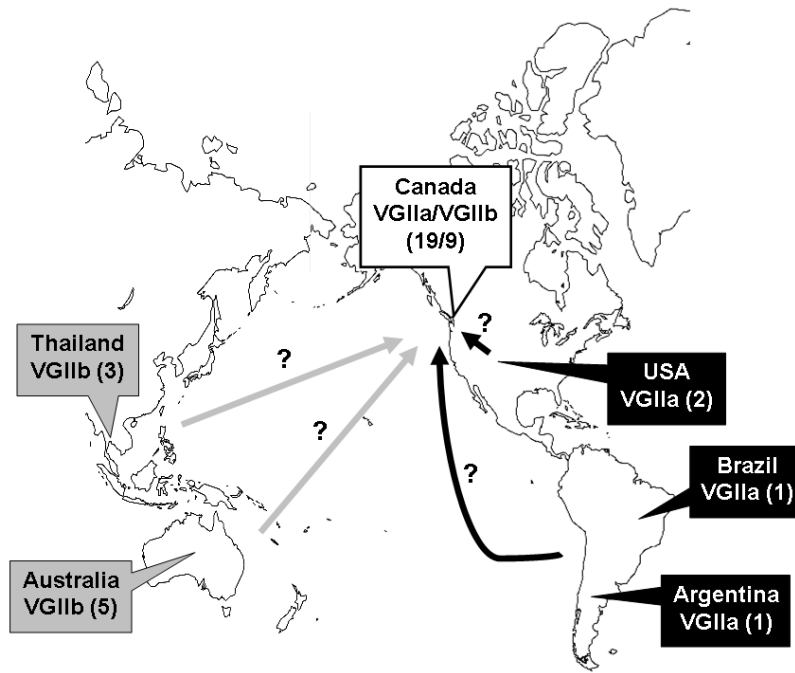 Canada
VGIIa/VGIIb
(19/9)
?
Thailand
VGIIb (3)
?
USA
VGIIa (2)
?
Brazil
VGIIa (1)
?
Australia
VGIIb (5)
Argentina
VGIIa (1)